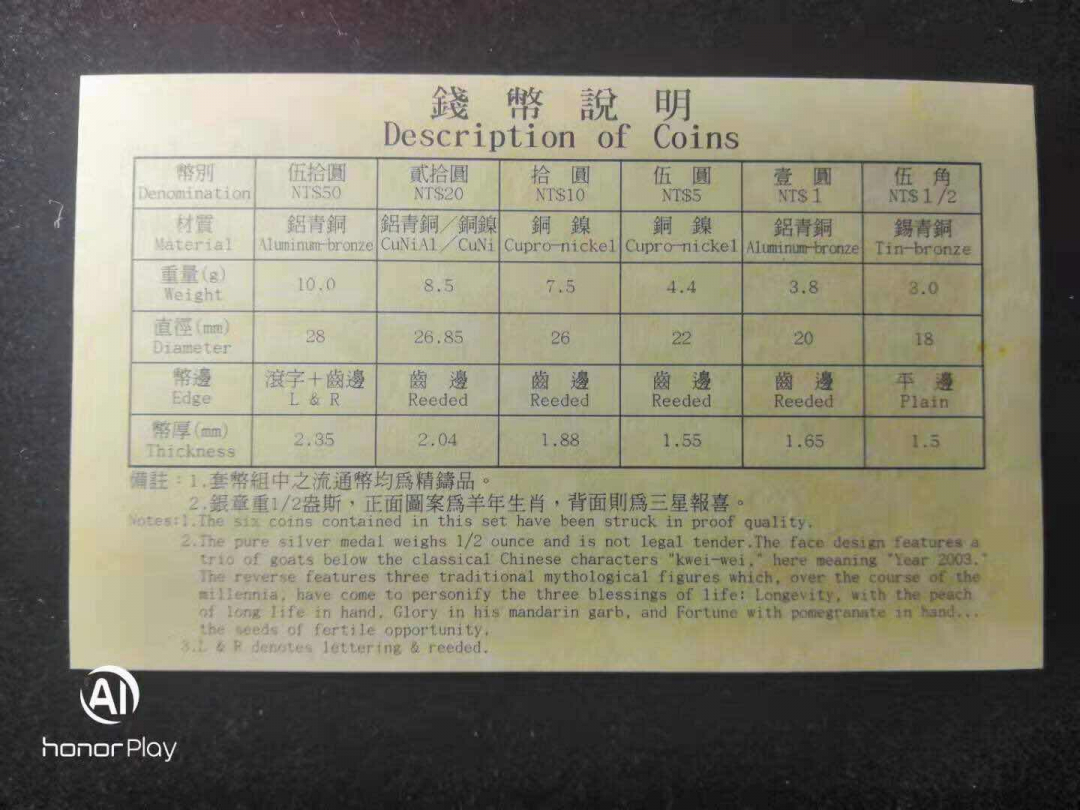 錢幣說明
Description of Coins
幣別 伍拾圓 貳拾圓 拾圓 伍圓 壹圓 伍角
Denomination NT$50 NT$20 NT$10 NT$5 NT$1 NT$1/2
材質 鋁青銅 鋁青銅／銅鎳 銅鎳 銅鎳 鋁青銅 錫青銅
Material Aluminum-bronze CuNiAl／CuNi Cupro-nickel Cupro-nickel Aluminum-bronze Tin-bronze
重量(g)
Weight 10.0 8.5 7.5 4.4 3.8 3.0
直徑(mm)
Diameter 28 26.85 26 22 20 18
幣邊 滾字＋齒邊 齒邊 齒邊 齒邊 齒邊 平邊
Edge L & R Reeded Reeded Reeded Reeded Plain
幣厚(mm)
Thickness 2.35 2.04 1.88 1.55 1.65 1.5
備註：1.套幣組中之流通幣均爲精鑄品。
2.銀章重1/2盎斯，正面圖案爲羊年生肖，背面則爲三星報喜。
Notes:1.The six coins contained in this set have been struck in proof quality.
2.The pure silver medal weighs 1/2 ounce and is not legal tender.The face design features a
trio of goats below the classical Chinese characters "kwei-wei," here meaning "Year 2003."
The reverse features three traditional mythological figures which, over the course of the
millennia, have come to personify the three blessings of life: Longevity, with the peach
of long life in hand, Glory in his mandarin garb, and Fortune with pomegranate in hand...
the seeds of fertile opportunity.
3.L & R denotes lettering & reeded.
AI
honor Play